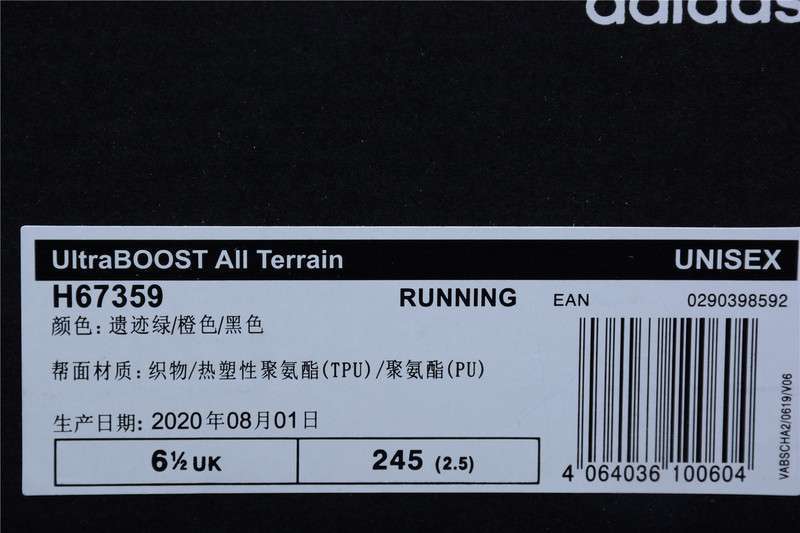 adidas
UltraBOOST All Terrain UNISEX
H67359 RUNNING EAN 0290398592
颜色: 遗迹绿/橙色/黑色
帮面材质: 织物/热塑性聚氨酯(TPU)/聚氨酯(PU)
生产日期: 2020年08月01日
6½ UK 245 (2.5)
4 064036 100604
VABSCHA2/0619/V06